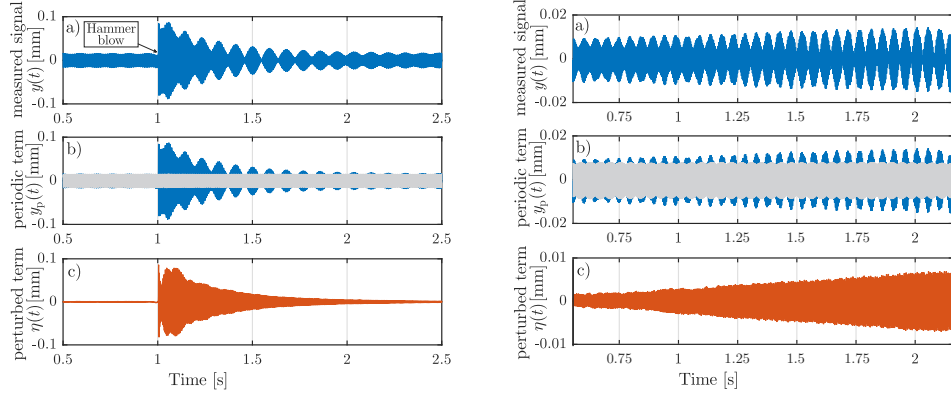 measured signal
y(t) [mm]
0.1
0
-0.1
a)
Hammer
blow
0.5
1
1.5
2
2.5
periodic term
yp(t) [mm]
0.1
0
-0.1
b)
0.5
1
1.5
2
2.5
perturbed term
η(t) [mm]
0.1
0
-0.1
c)
0.5
1
1.5
2
2.5
Time [s]
measured signal
y(t) [mm]
0.02
0
-0.02
a)
0.75
1
1.25
1.5
1.75
2
periodic term
yp(t) [mm]
0.02
0
-0.02
b)
0.75
1
1.25
1.5
1.75
2
perturbed term
η(t) [mm]
0.01
0
-0.01
c)
0.75
1
1.25
1.5
1.75
2
Time [s]